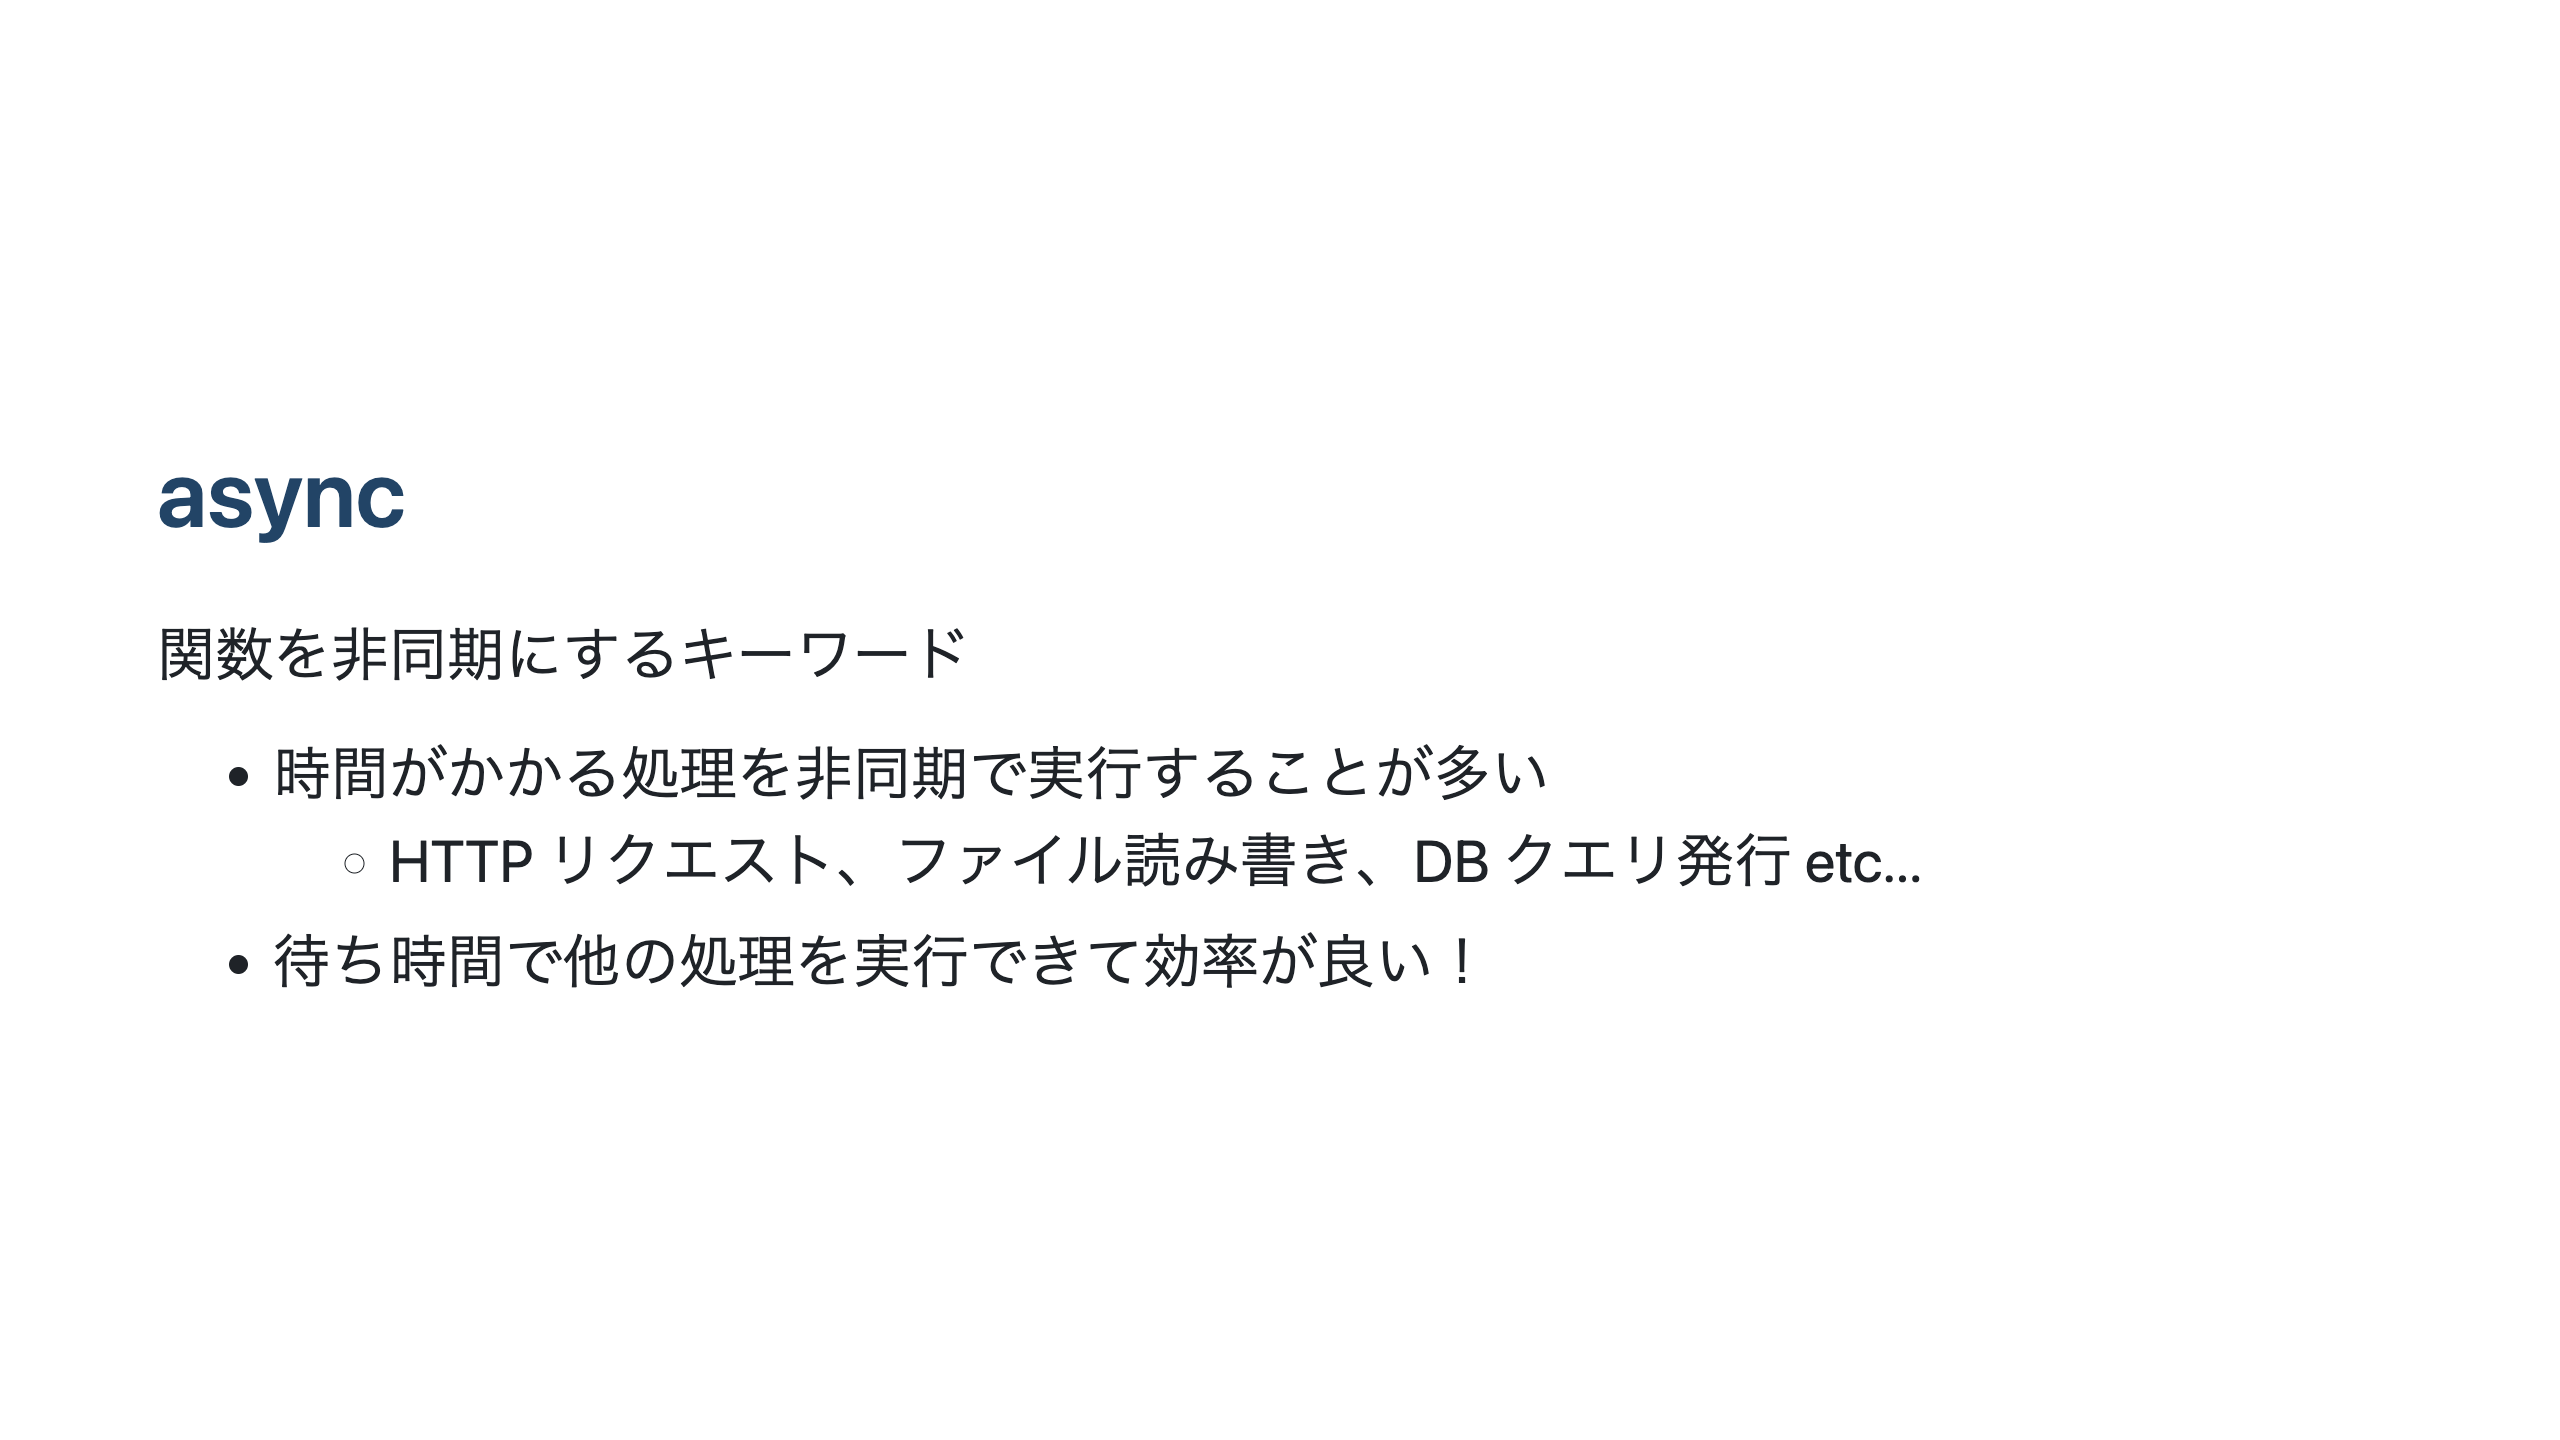 async
関数を非同期にするキーワード
時間がかかる処理を非同期で実行することが多い
HTTP リクエスト、ファイル読み書き、DB クエリ発行 etc...
待ち時間で他の処理を実行できて効率が良い！